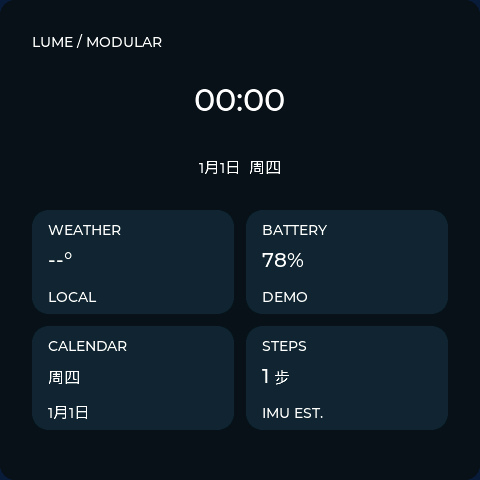 LUME / MODULAR
00:00
1月1日 周四
WEATHER
--°
LOCAL
BATTERY
78%
DEMO
CALENDAR
周四
1月1日
STEPS
1 步
IMU EST.